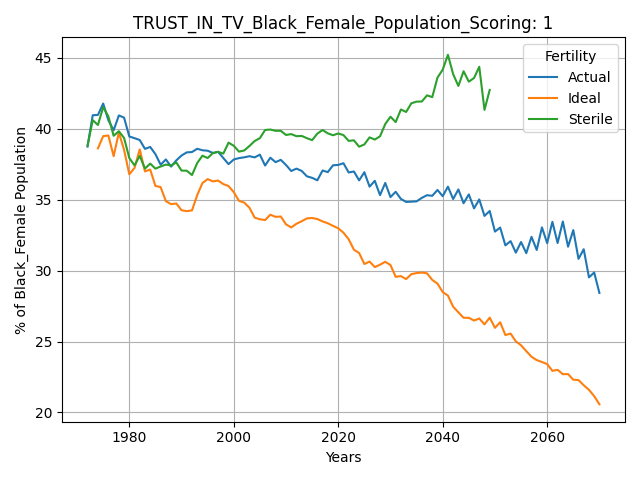 TRUST_IN_TV_Black_Female_Population_Scoring: 1
Fertility
Actual
Ideal
Sterile
% of Black_Female Population
45
40
35
30
25
20
1980
2000
2020
2040
2060
Years